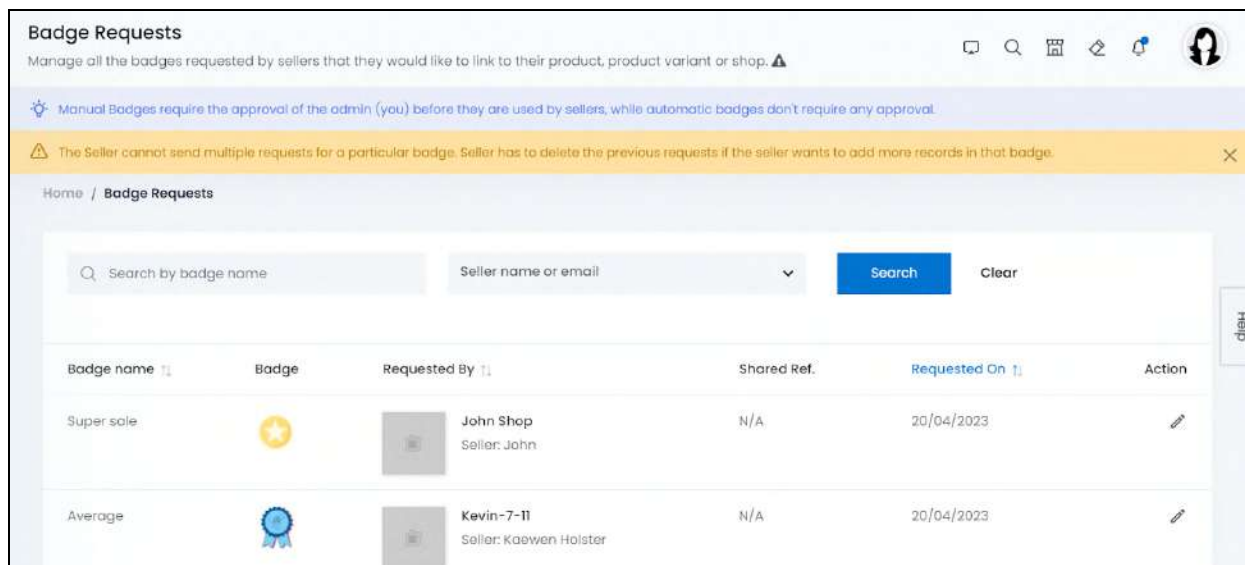 Badge Requests
Manage all the badges requested by sellers that they would like to link to their product, product variant or shop.
Manual Badges require the approval of the admin (you) before they are used by sellers, while automatic badges don't require any approval.
The Seller cannot send multiple requests for a particular badge. Seller has to delete the previous requests if the seller wants to add more records in that badge.
Home / Badge Requests
Search by badge name
Seller name or email
Search
Clear
Help
Badge name
Badge
Requested By
Shared Ref.
Requested On
Action
Super sale
John Shop
N/A
20/04/2023
Seller: John
Average
Kevin-7-11
N/A
20/04/2023
Seller: Kaewen Holster